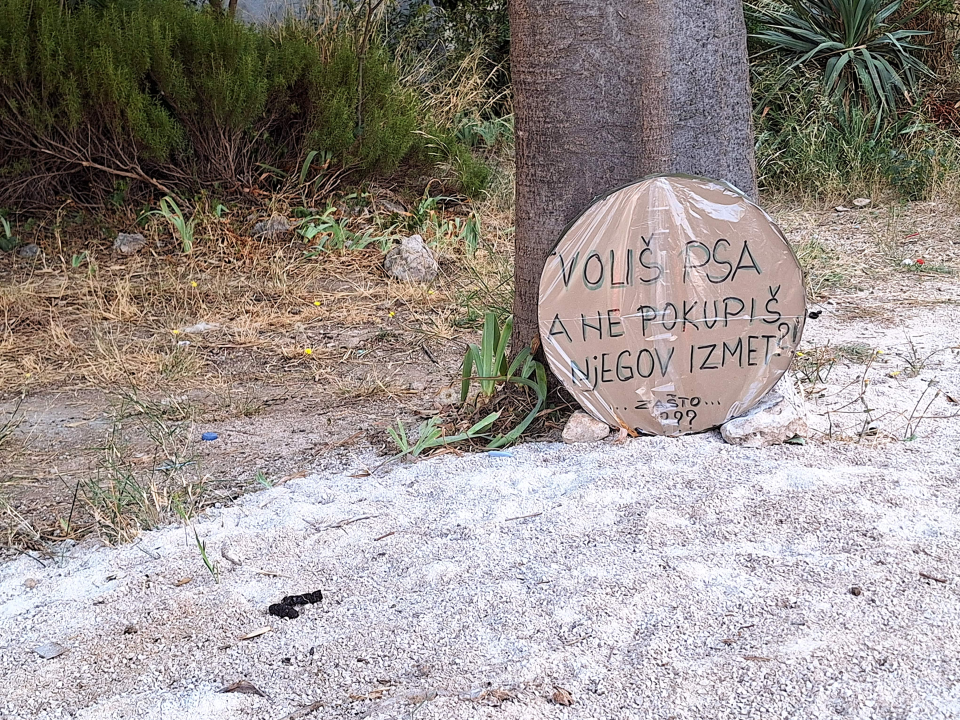 VOLIŠ PSA
A NE POKUPIŠ
NjEGOV IZMET?!
... ZAŠTO...
???